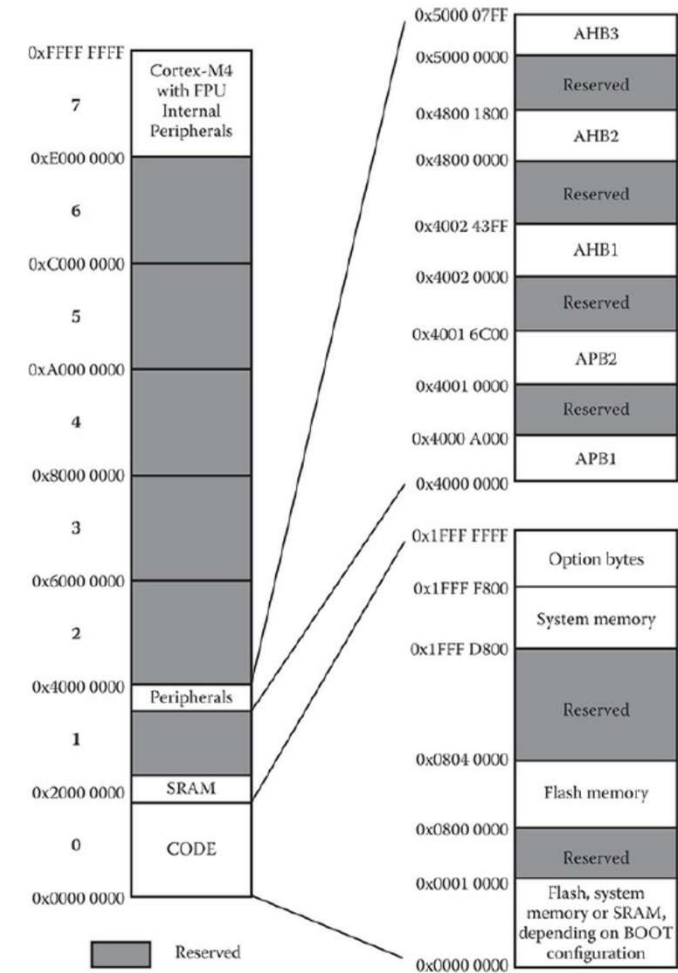 0xFFFF FFFF
Cortex-M4
with FPU
Internal
Peripherals
7
0xE000 0000
6
0xC000 0000
5
0xA000 0000
4
0x8000 0000
3
0x6000 0000
2
0x4000 0000
Peripherals
1
0x2000 0000
SRAM
0
CODE
0x0000 0000
Reserved
0x5000 07FF
AHB3
0x5000 0000
Reserved
0x4800 1800
AHB2
0x4800 0000
Reserved
0x4002 43FF
AHB1
0x4002 0000
Reserved
0x4001 6C00
APB2
0x4001 0000
Reserved
0x4000 A000
APB1
0x4000 0000
0x1FFF FFFF
Option bytes
0x1FFF F800
System memory
0x1FFF D800
Reserved
0x0804 0000
Flash memory
0x0800 0000
Reserved
0x0001 0000
Flash, system
memory or SRAM,
depending on BOOT
configuration
0x0000 0000